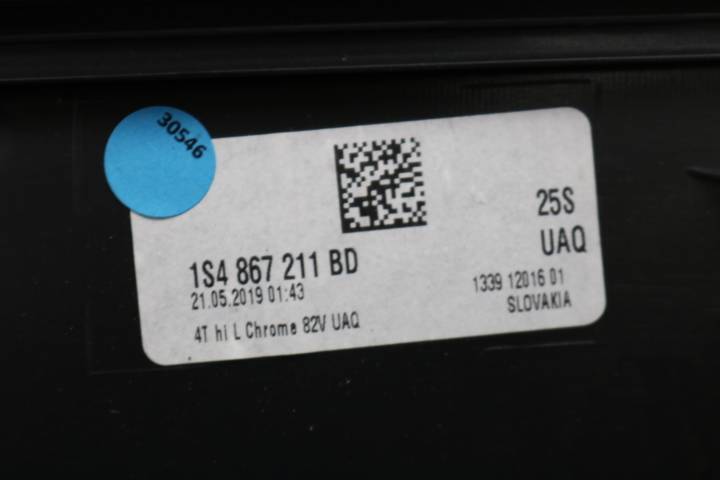 30546
25S
UAQ
1S4 867 211 BD
21.05.2019 01:43
1339 12016 01
SLOVAKIA
4T hi L Chrome 82V UAQ